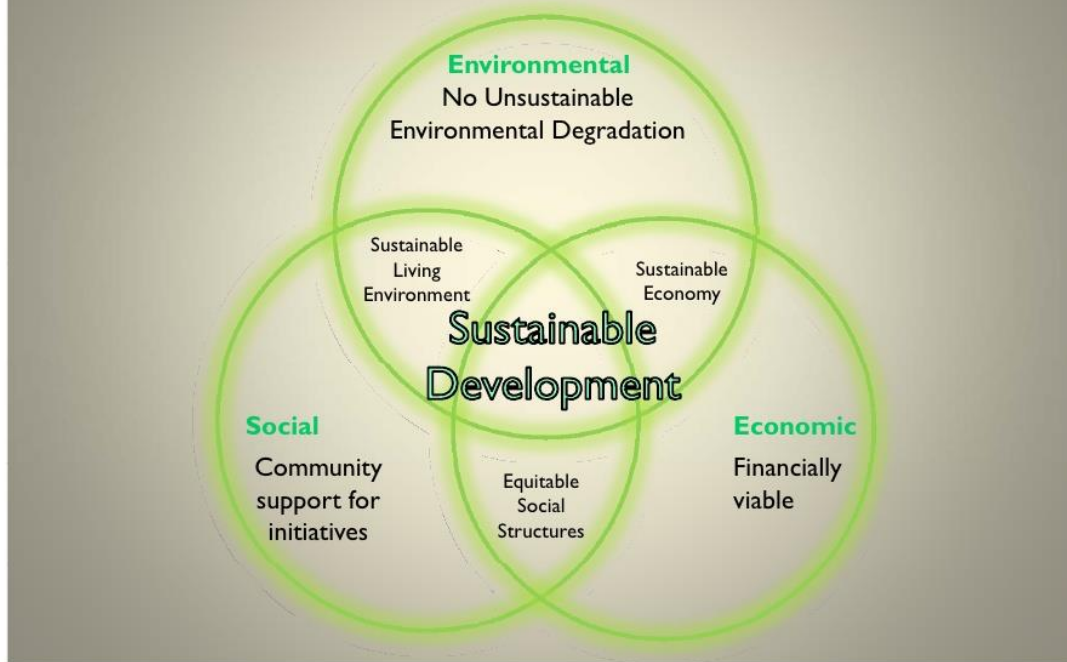 Environmental
No Unsustainable
Environmental Degradation
Sustainable
Living
Environment
Sustainable
Economy
Sustainable
Development
Social
Community
support for
initiatives
Economic
Financially
viable
Equitable
Social
Structures